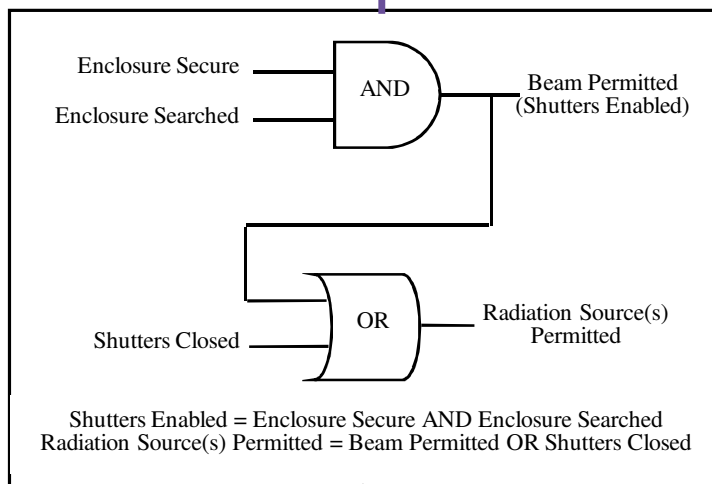 Enclosure Secure
Enclosure Searched
AND
Beam Permitted
(Shutters Enabled)
Shutters Closed
OR
Radiation Source(s)
Permitted
Shutters Enabled = Enclosure Secure AND Enclosure Searched
Radiation Source(s) Permitted = Beam Permitted OR Shutters Closed